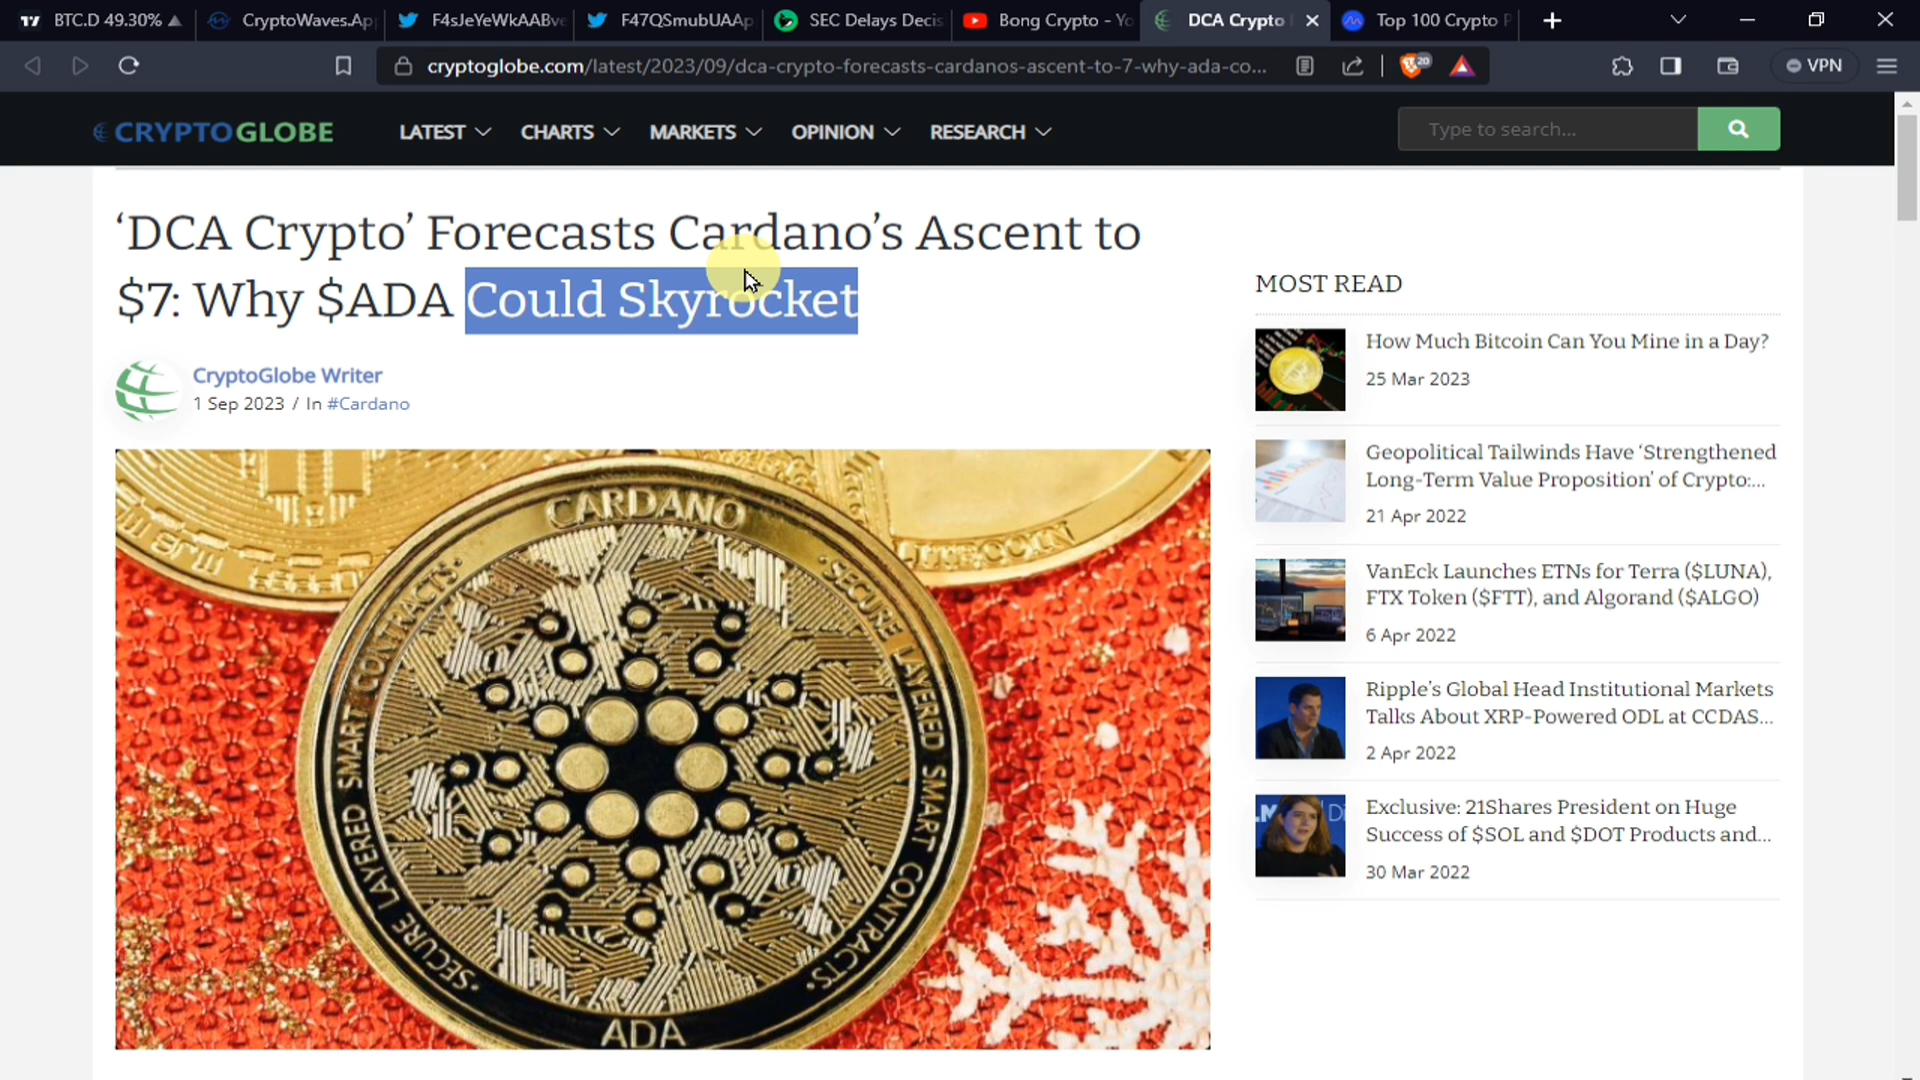 BTC.D 49.30%
CryptoWaves.Ap
F4sJeYeWkAABve
F47QSmubUAAp
SEC Delays Decis
Bong Crypto - Yo
DCA Crypto
Top 100 Crypto P
cryptoglobe.com/latest/2023/09/dca-crypto-forecasts-cardanos-ascent-to-7-why-ada-co...
20
VPN
CRYPTOGLOBE
LATEST
CHARTS
MARKETS
OPINION
RESEARCH
Type to search...
‘DCA Crypto’ Forecasts Cardano’s Ascent to
$7: Why $ADA Could Skyrocket
CryptoGlobe Writer
1 Sep 2023 / In #Cardano
CARDANO
LITECOIN
SMART CONTRACTS
SECURE LAYERED SMART CONTRACTS
SECURE LAYERED
ADA
MOST READ
How Much Bitcoin Can You Mine in a Day?
25 Mar 2023
Geopolitical Tailwinds Have ‘Strengthened
Long-Term Value Proposition’ of Crypto:...
21 Apr 2022
VanEck Launches ETNs for Terra ($LUNA),
FTX Token ($FTT), and Algorand ($ALGO)
6 Apr 2022
Ripple’s Global Head Institutional Markets
Talks About XRP-Powered ODL at CCDAS...
2 Apr 2022
Exclusive: 21Shares President on Huge
Success of $SOL and $DOT Products and...
30 Mar 2022